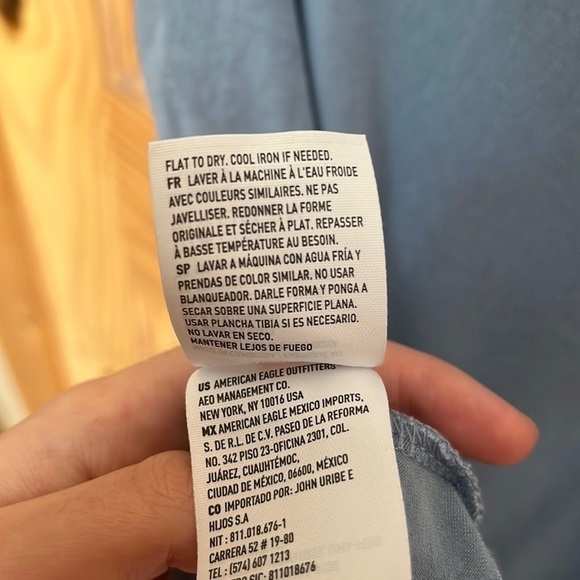 FLAT TO DRY. COOL IRON IF NEEDED.
FR LAVER À LA MACHINE À L'EAU FROIDE
AVEC COULEURS SIMILAIRES. NE PAS
JAVELLISER. REDONNER LA FORME
ORIGINALE ET SÉCHER À PLAT. REPASSER
À BASSE TEMPÉRATURE AU BESOIN.
SP LAVAR A MÁQUINA CON AGUA FRÍA Y
PRENDAS DE COLOR SIMILAR. NO USAR
BLANQUEADOR. DARLE FORMA Y PONGA A
SECAR SOBRE UNA SUPERFICIE PLANA.
USAR PLANCHA TIBIA SI ES NECESARIO.
NO LAVAR EN SECO.
MANTENER LEJOS DE FUEGO
US AMERICAN EAGLE OUTFITTERS
AEO MANAGEMENT CO.
NEW YORK, NY 10016 USA
MX AMERICAN EAGLE MEXICO IMPORTS,
S. DE R.L. DE C.V. PASEO DE LA REFORMA
NO. 342 PISO 23-OFICINA 2301, COL.
JUÁREZ, CUAUHTÉMOC,
CIUDAD DE MÉXICO, 06600, MÉXICO
CO IMPORTADO POR: JOHN URIBE E
HIJOS S.A
NIT : 811.018.676-1
CARRERA 52 # 19-80
TEL: (574) 607 1213
SIC: 811018676